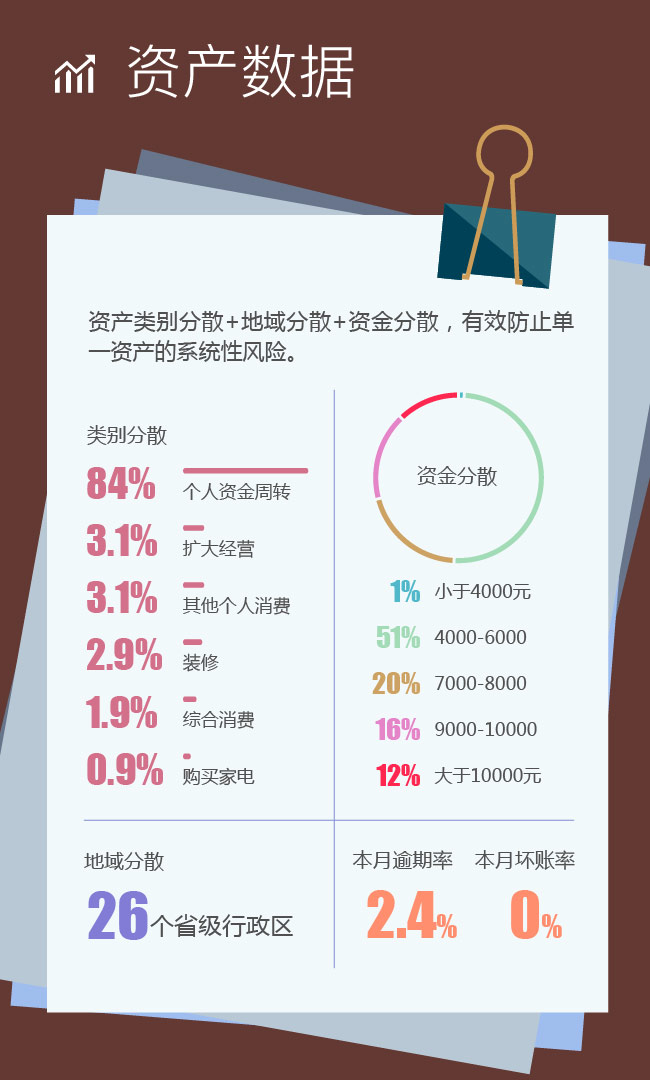 资产数据
资产类别分散+地域分散+资金分散，有效防止单
一资产的系统性风险。
类别分散
84%
个人资金周转
3.1%
扩大经营
3.1%
其他个人消费
2.9%
装修
1.9%
综合消费
0.9%
购买家电
资金分散
1% 小于4000元
51% 4000-6000
20% 7000-8000
16% 9000-10000
12% 大于10000元
地域分散
26个省级行政区
本月逾期率 本月坏账率
2.4% 0%